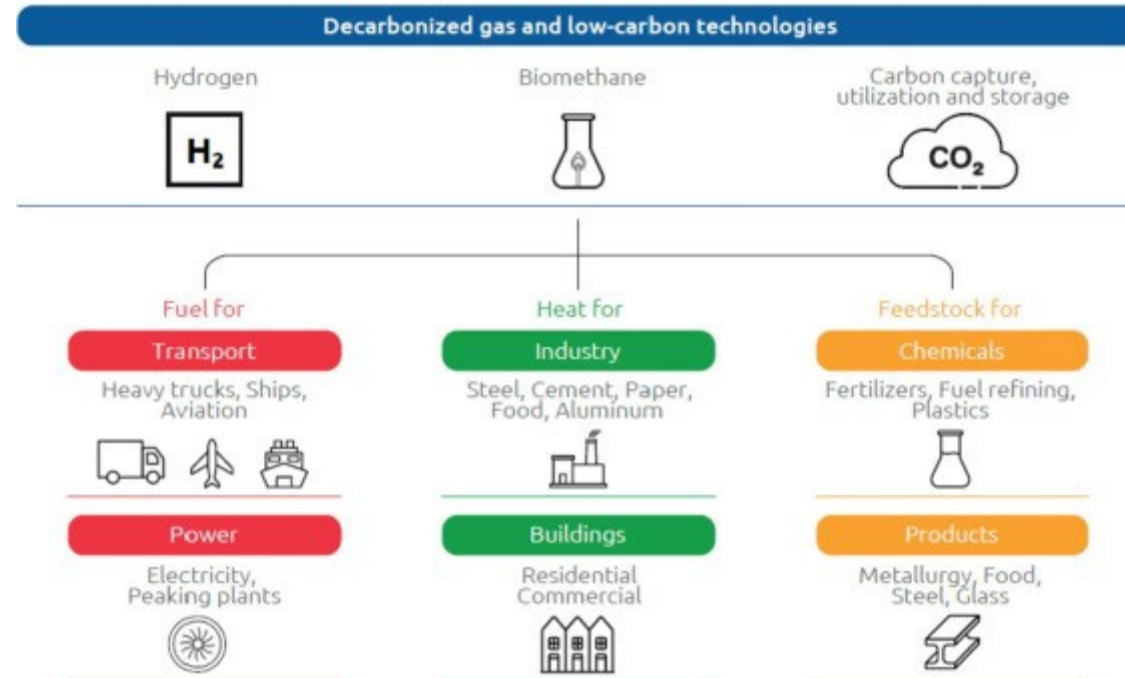 Decarbonized gas and low-carbon technologies
Hydrogen
Biomethane
Carbon capture,
utilization and storage
H₂
CO₂
Fuel for
Heat for
Feedstock for
Transport
Industry
Chemicals
Heavy trucks, Ships,
Aviation
Steel, Cement, Paper,
Food, Aluminum
Fertilizers, Fuel refining,
Plastics
Power
Buildings
Products
Electricity,
Peaking plants
Residential
Commercial
Metallurgy, Food,
Steel, Glass